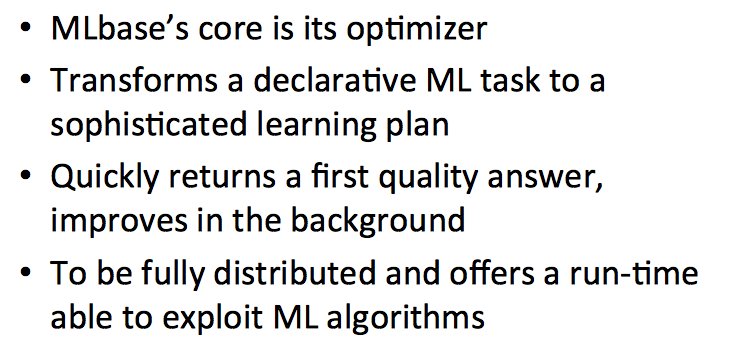 • MLbase's core is its optimizer
• Transforms a declarative ML task to a
sophisticated learning plan
• Quickly returns a first quality answer,
improves in the background
• To be fully distributed and offers a run-time
able to exploit ML algorithms